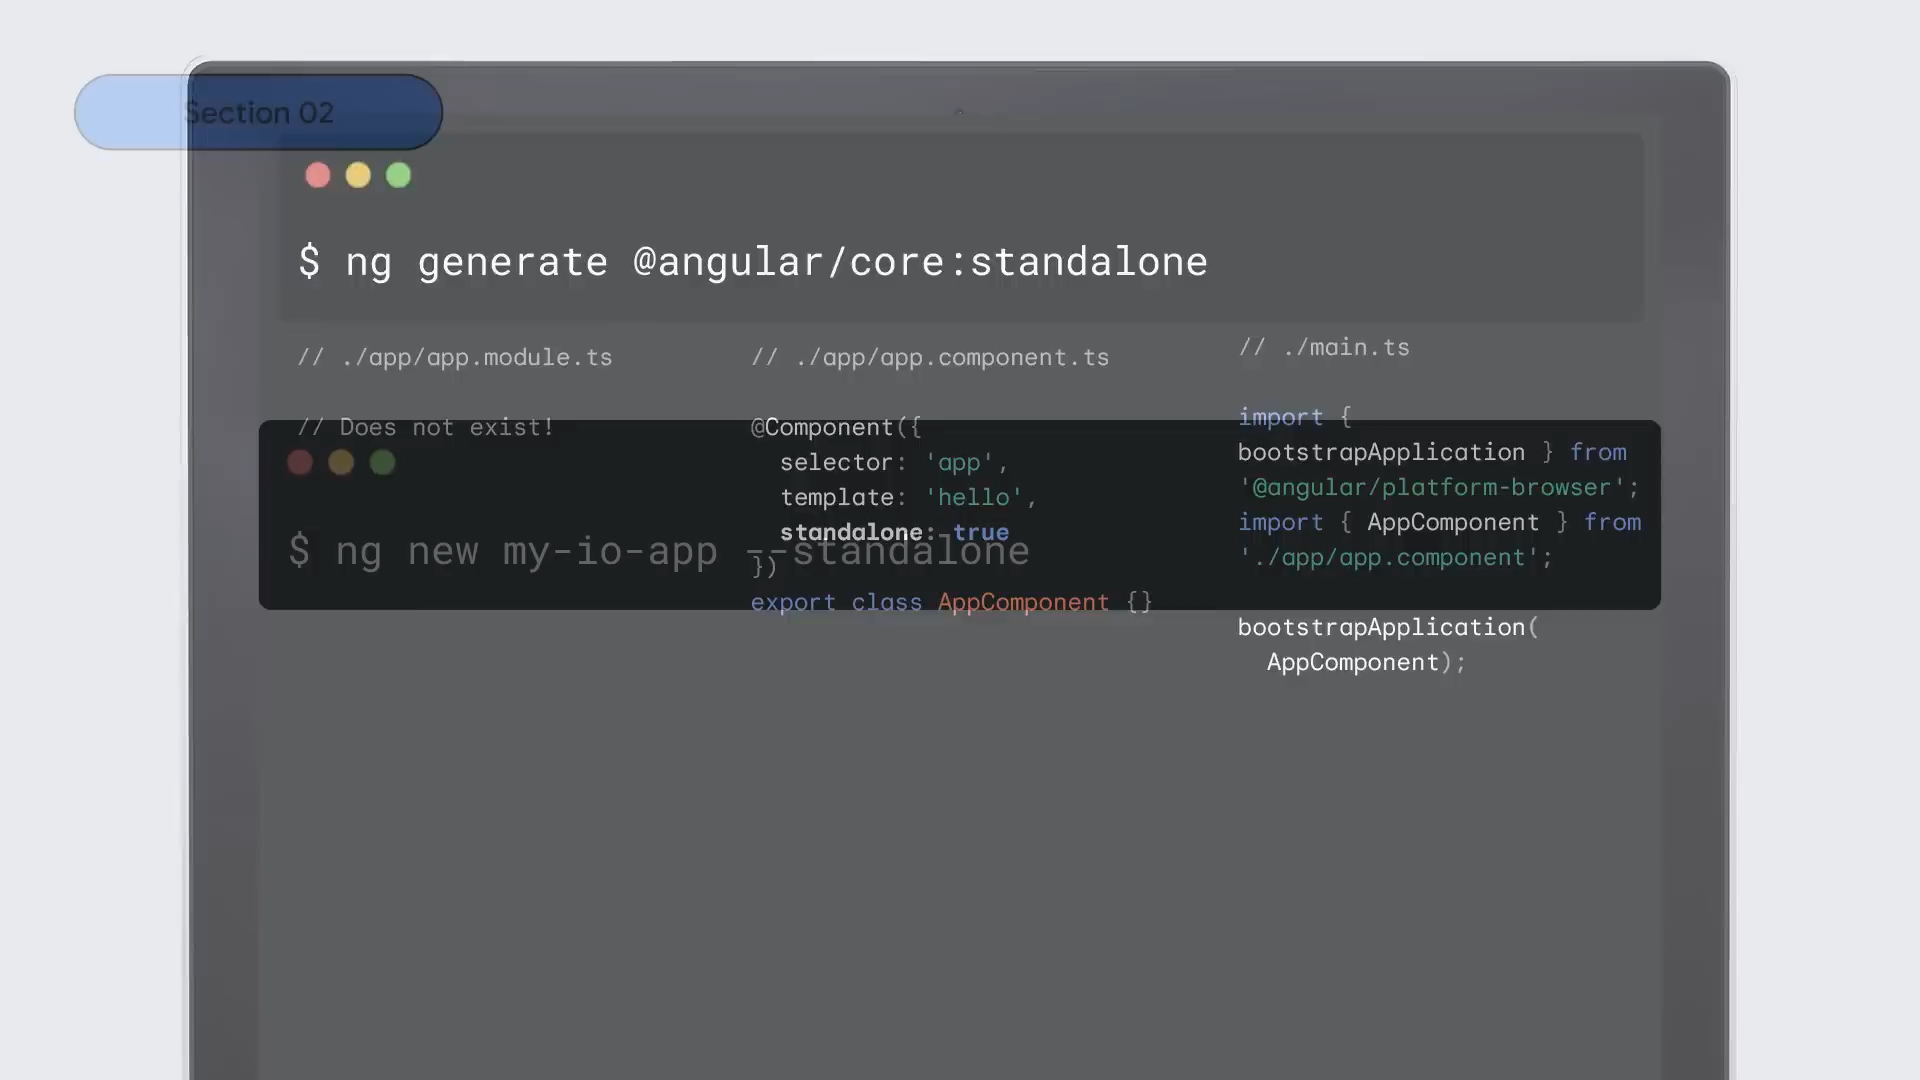 Section 02
$ ng generate @angular/core:standalone
// ./app/app.module.ts
// Does not exist!
// ./app/app.component.ts
@Component({
  selector: 'app',
  template: 'hello',
  standalone: true
})
export class AppComponent {}
// ./main.ts
import {
bootstrapApplication } from
'@angular/platform-browser';
import { AppComponent } from
'./app/app.component';
bootstrapApplication(
  AppComponent);
$ ng new my-io-app --standalone